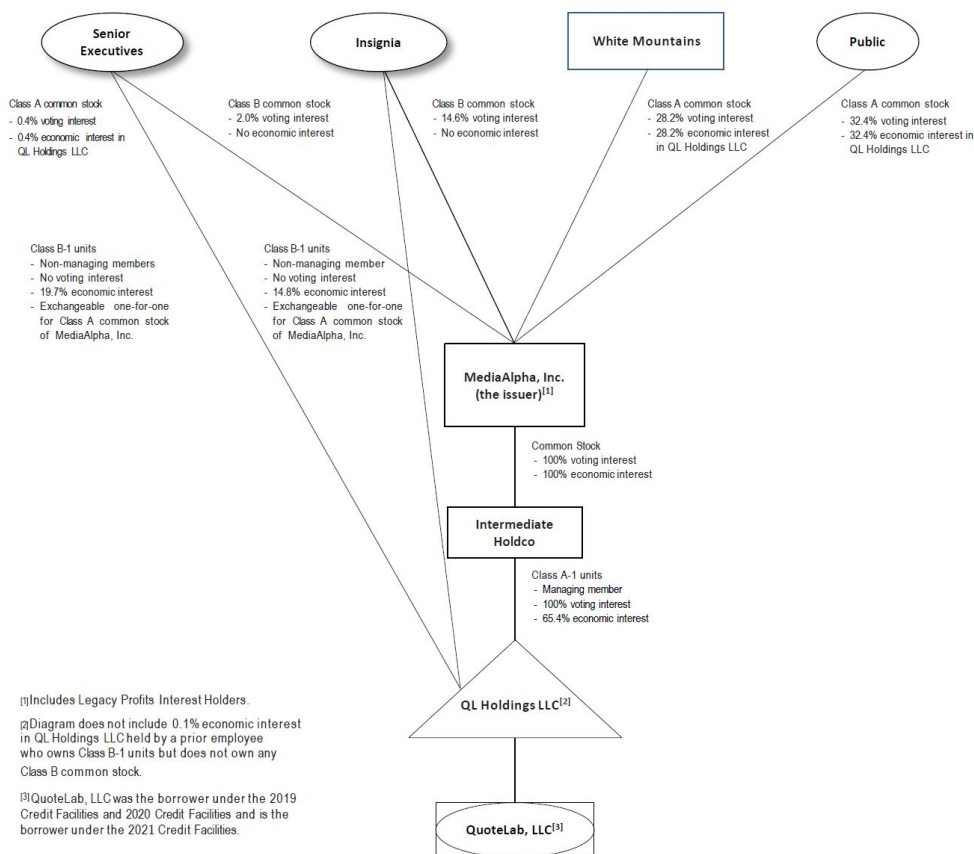 Senior
Executives
Insignia
White Mountains
Public
Class A common stock
- 0.4% voting interest
- 0.4% economic interest in
QL Holdings LLC
Class B common stock
- 2.0% voting interest
- No economic interest
Class B common stock
- 14.6% voting interest
- No economic interest
Class A common stock
- 28.2% voting interest
- 28.2% economic interest
in QL Holdings LLC
Class A common stock
- 32.4% voting interest
- 32.4% economic interest in
QL Holdings LLC
Class B-1 units
- Non-managing members
- No voting interest
- 19.7% economic interest
- Exchangeable one-for-one
for Class A common stock
of MediaAlpha, Inc.
Class B-1 units
- Non-managing member
- No voting interest
- 14.8% economic interest
- Exchangeable one-for-one
for Class A common stock
of MediaAlpha, Inc.
MediaAlpha, Inc.
(the issuer)[1]
Common Stock
- 100% voting interest
- 100% economic interest
Intermediate
Holdco
Class A-1 units
- Managing member
- 100% voting interest
- 65.4% economic interest
QL Holdings LLC[2]
QuoteLab, LLC[3]
[1]Includes Legacy Profits Interest Holders.
[2]Diagram does not include 0.1% economic interest
in QL Holdings LLC held by a prior employee
who owns Class B-1 units but does not own any
Class B common stock.
[3]QuoteLab, LLC was the borrower under the 2019
Credit Facilities and 2020 Credit Facilities and is the
borrower under the 2021 Credit Facilities.